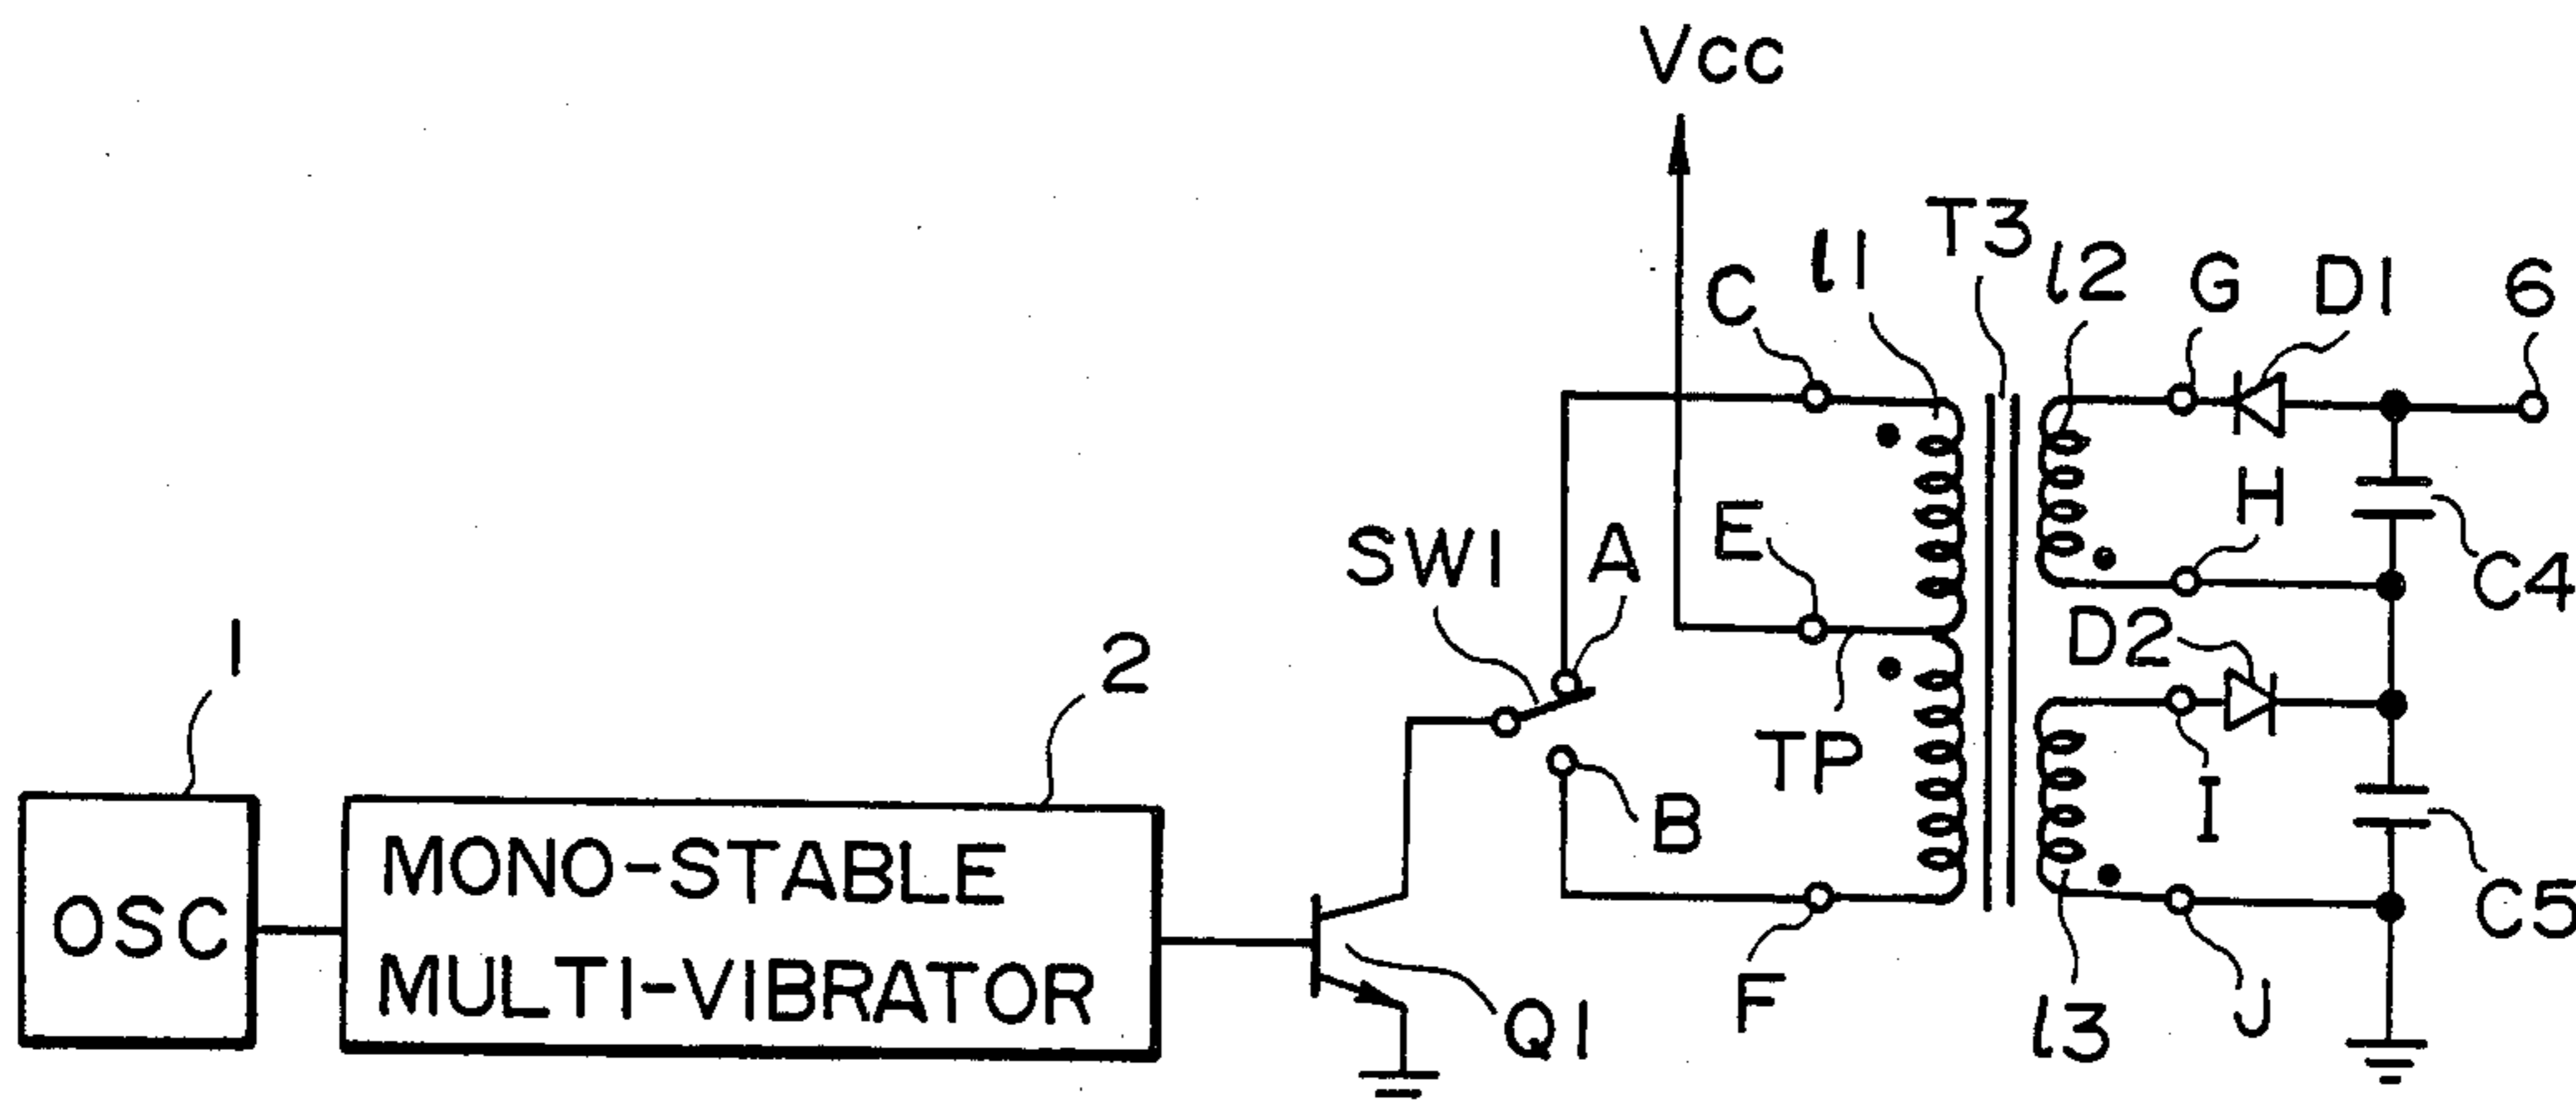 Vcc
T3
l1
l2
G
D1
6
C
H
E
A
SW1
C4
D2
1
2
TP
I
B
MONO-STABLE
MULTI-VIBRATOR
OSC
C5
F
Q1
l3
J